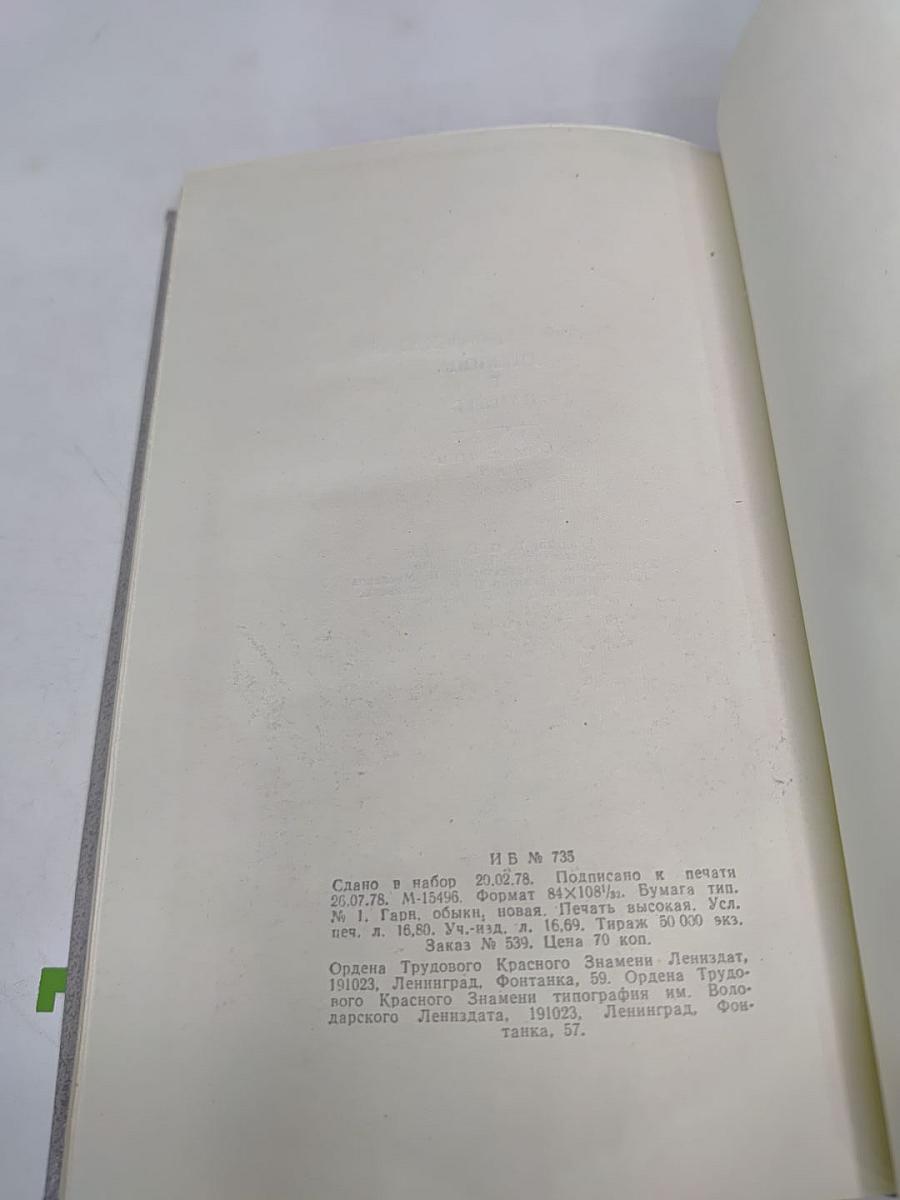 И В № 735
Сдано в набор 20.02.78. Подписано к печати
26.07.78. М-15496. Формат 84×108¹/₃₂. Бумага тип.
№ 1. Гарн. обыкн. новая. Печать высокая. Усл.
печ. л. 16,80. Уч.-изд. л. 16,69. Тираж 50 000 экз.
Заказ № 539. Цена 70 коп.
Ордена Трудового Красного Знамени Лениздат,
191023, Ленинград, Фонтанка, 59. Ордена Трудо-
вого Красного Знамени типография им. Воло-
дарского Лениздата, 191023, Ленинград, Фон-
танка, 57.